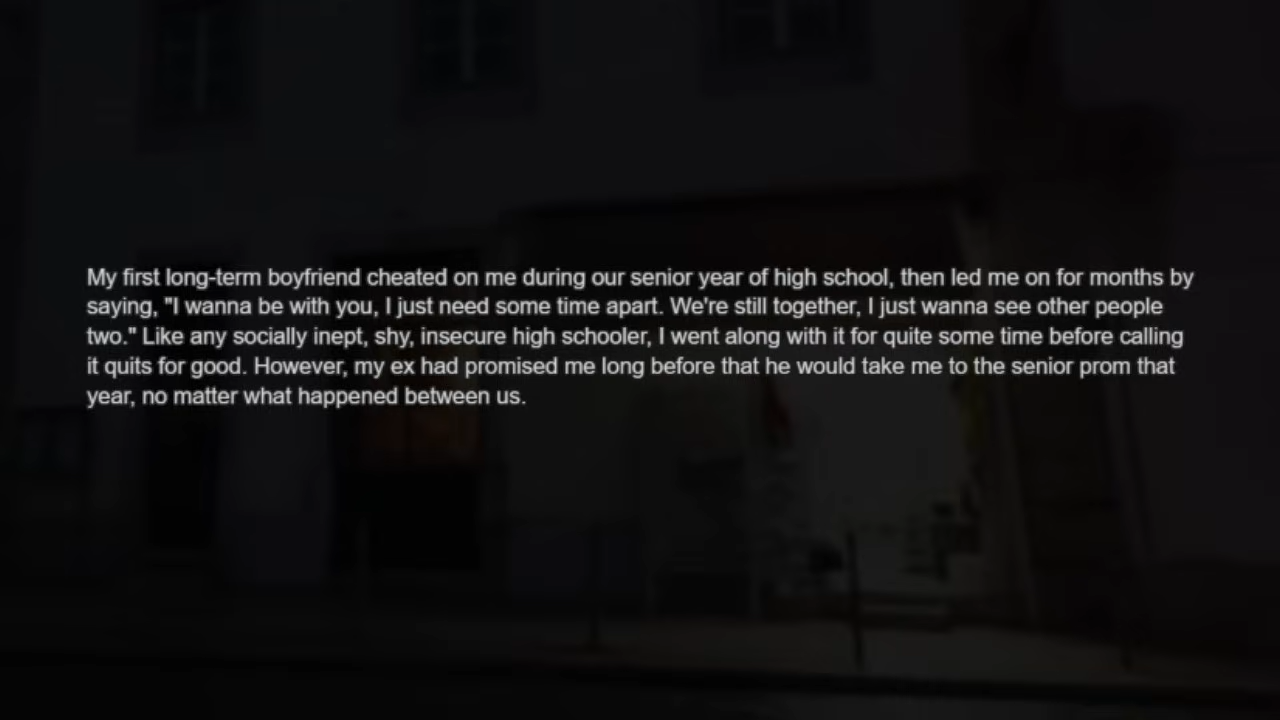 My first long-term boyfriend cheated on me during our senior year of high school, then led me on for months by
saying, "I wanna be with you, I just need some time apart. We're still together, I just wanna see other people
two." Like any socially inept, shy, insecure high schooler, I went along with it for quite some time before calling
it quits for good. However, my ex had promised me long before that he would take me to the senior prom that
year, no matter what happened between us.